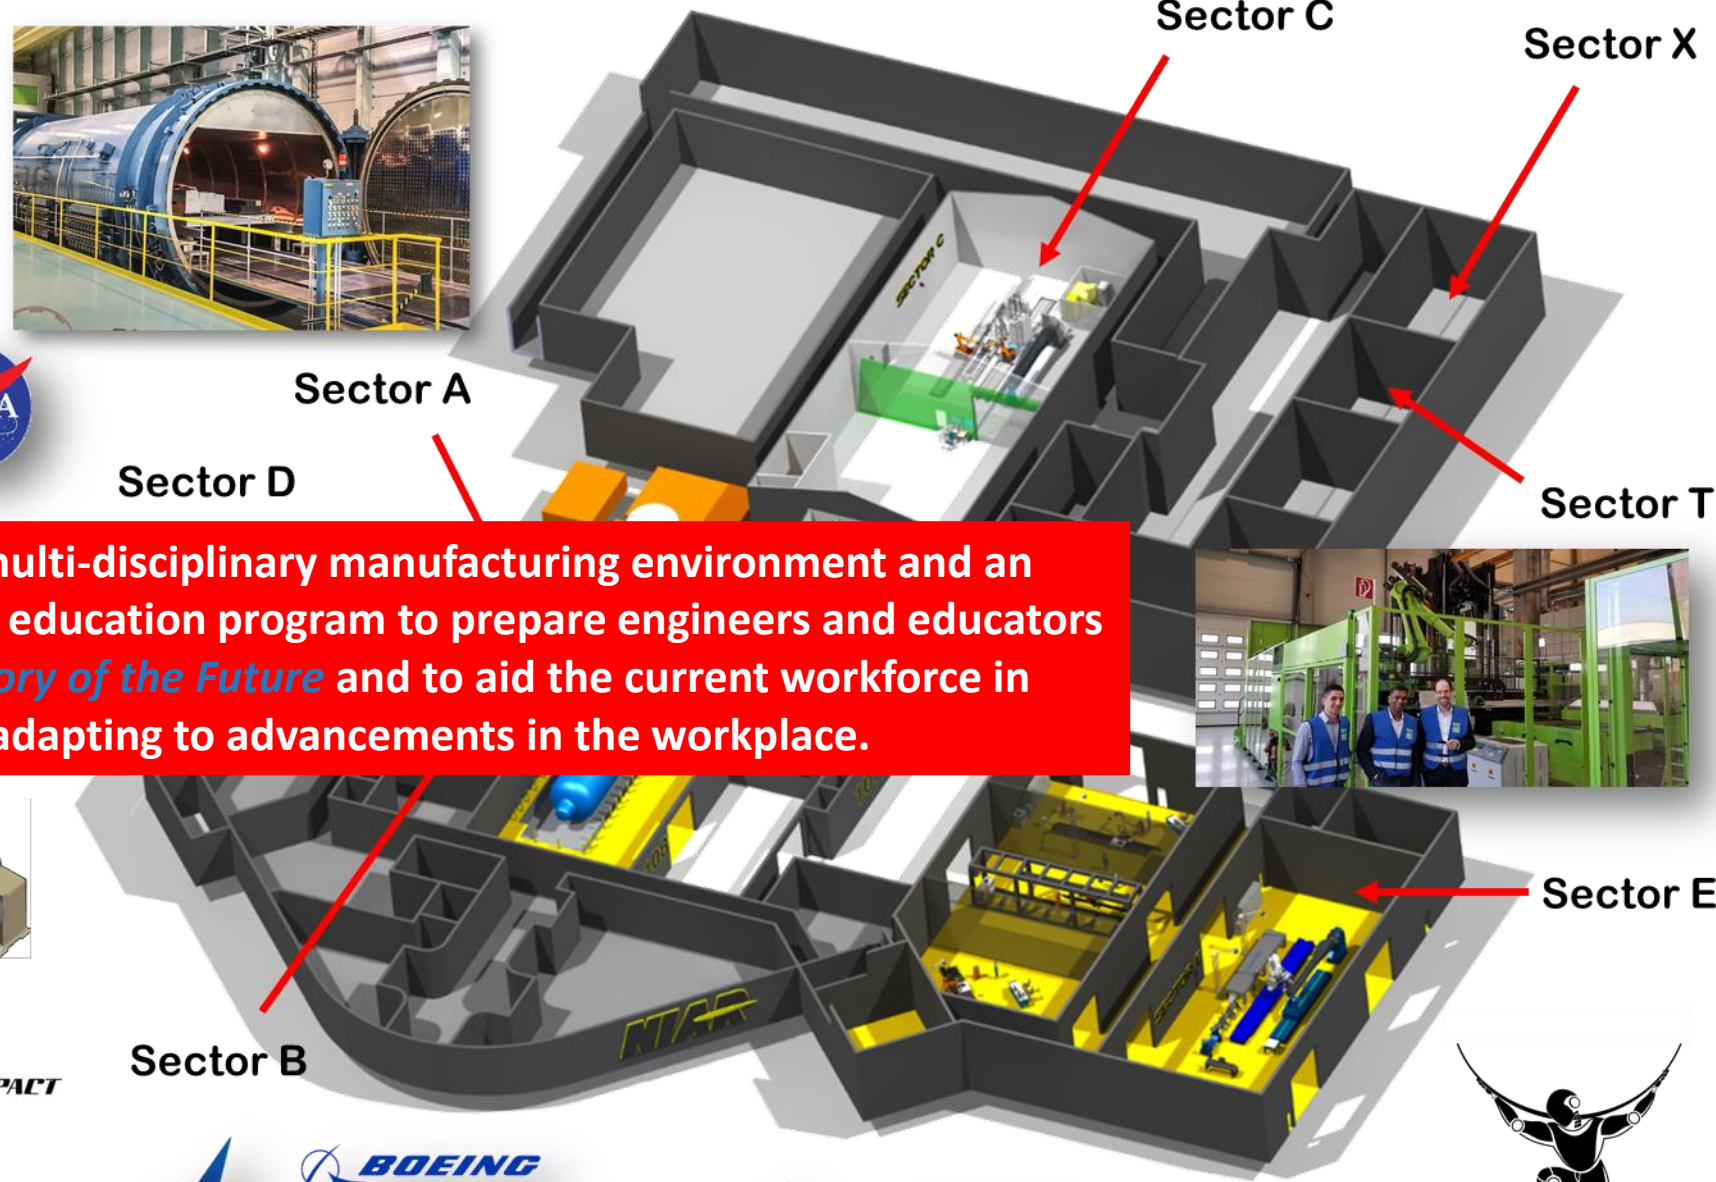 Sector C
Sector X
SECTOR C
Sector A
Sector D
Sector T
multi-disciplinary manufacturing environment and an
education program to prepare engineers and educators
ory of the Future and to aid the current workforce in
adapting to advancements in the workplace.
Sector E
SECTOR E
NIAR
Sector B
PACT
BOEING